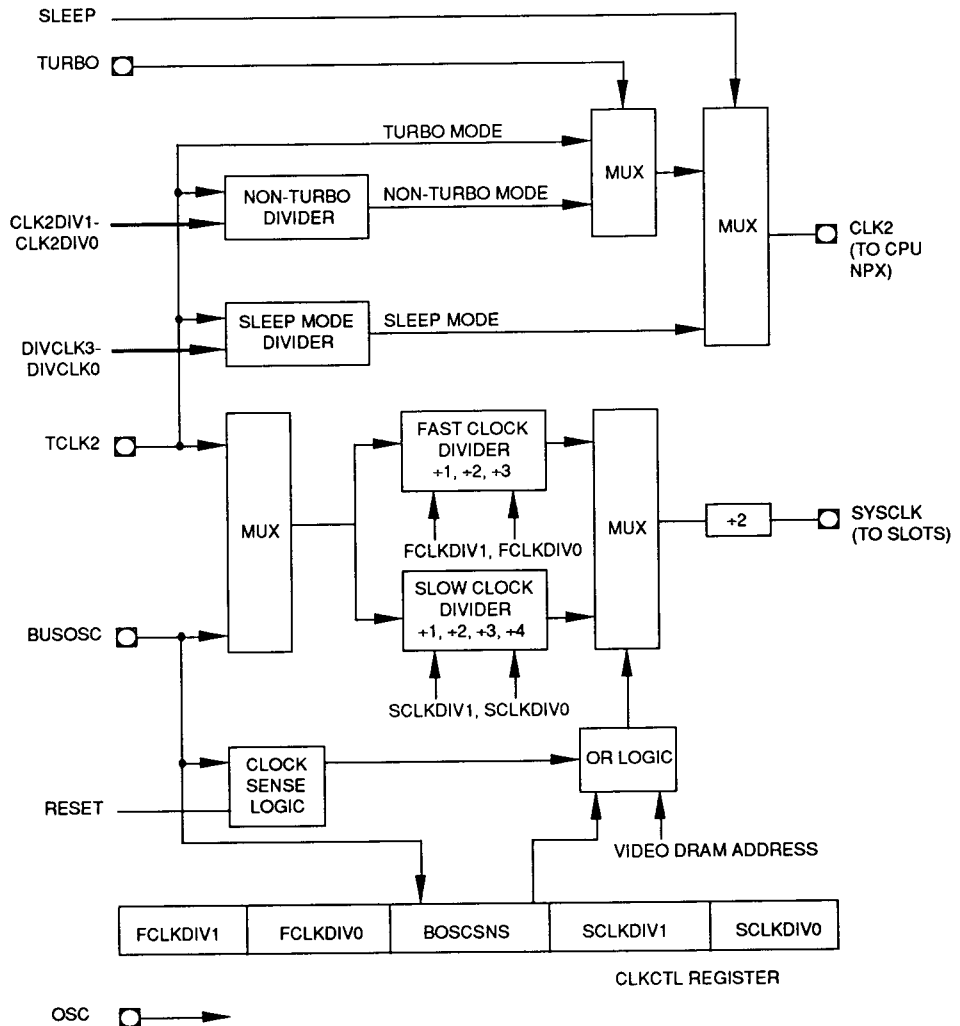 SLEEP
TURBO
TURBO MODE
MUX
NON-TURBO
DIVIDER
NON-TURBO MODE
CLK2DIV1-
CLK2DIV0
MUX
CLK2
(TO CPU
NPX)
SLEEP MODE
DIVIDER
SLEEP MODE
DIVCLK3-
DIVCLK0
TCLK2
MUX
FAST CLOCK
DIVIDER
÷1, ÷2, ÷3
FCLKDIV1, FCLKDIV0
MUX
÷2
SYSCLK
(TO SLOTS)
SLOW CLOCK
DIVIDER
÷1, ÷2, ÷3, ÷4
SCLKDIV1, SCLKDIV0
BUSOSC
CLOCK
SENSE
LOGIC
OR LOGIC
RESET
VIDEO DRAM ADDRESS
FCLKDIV1 FCLKDIV0 BOSCSNS SCLKDIV1 SCLKDIV0
CLKCTL REGISTER
OSC